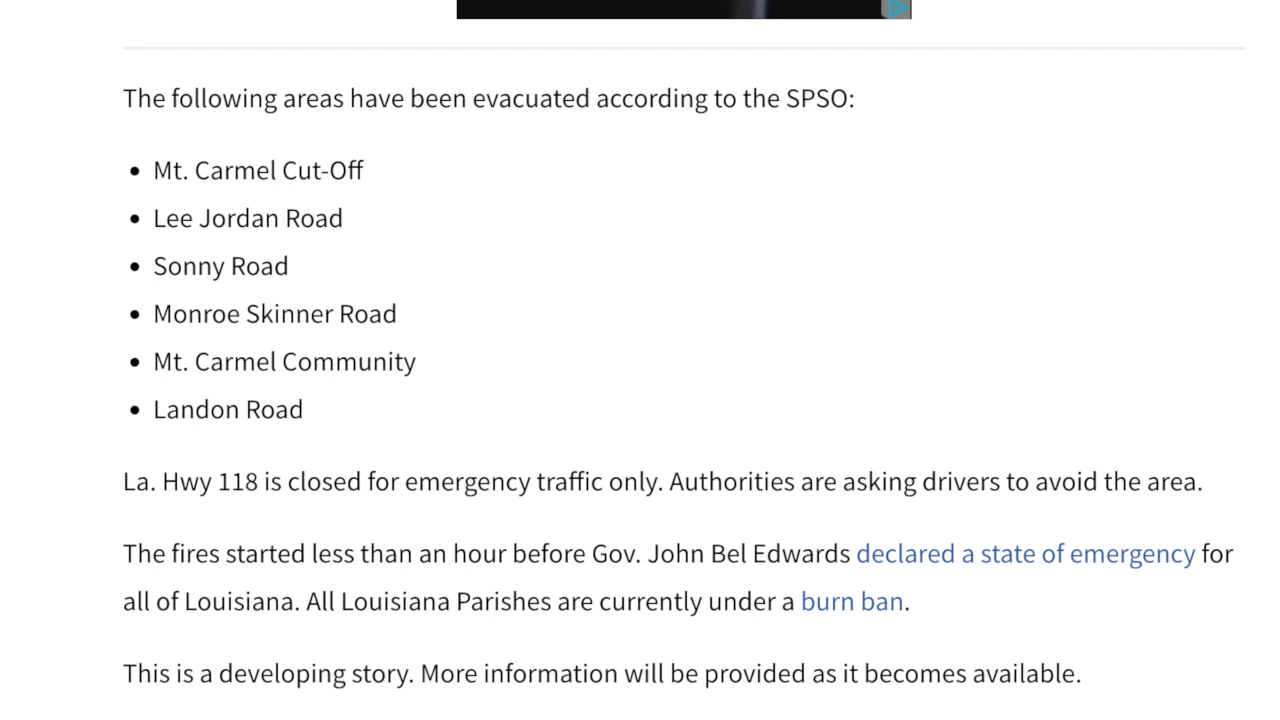 The following areas have been evacuated according to the SPSO:
• Mt. Carmel Cut-Off
• Lee Jordan Road
• Sonny Road
• Monroe Skinner Road
• Mt. Carmel Community
• Landon Road
La. Hwy 118 is closed for emergency traffic only. Authorities are asking drivers to avoid the area.
The fires started less than an hour before Gov. John Bel Edwards declared a state of emergency for
all of Louisiana. All Louisiana Parishes are currently under a burn ban.
This is a developing story. More information will be provided as it becomes available.